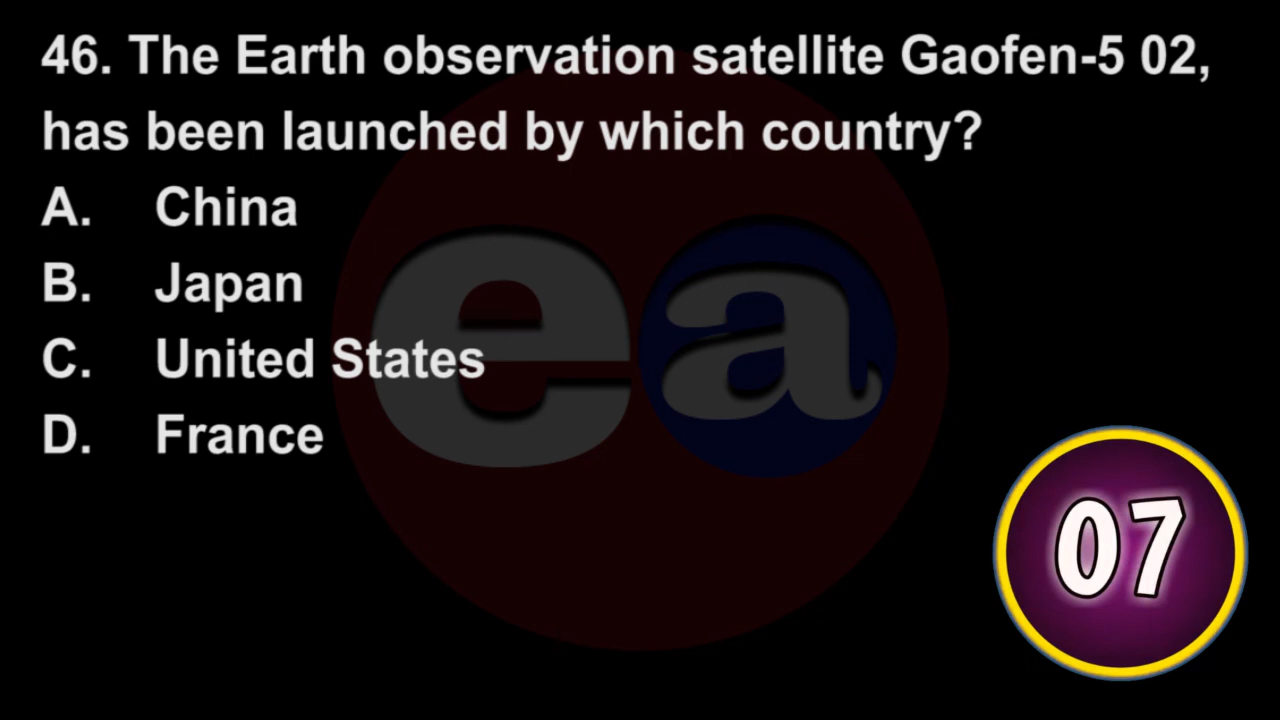 46. The Earth observation satellite Gaofen-5 02,
has been launched by which country?
A. China
B. Japan
C. United States
D. France
ea
07